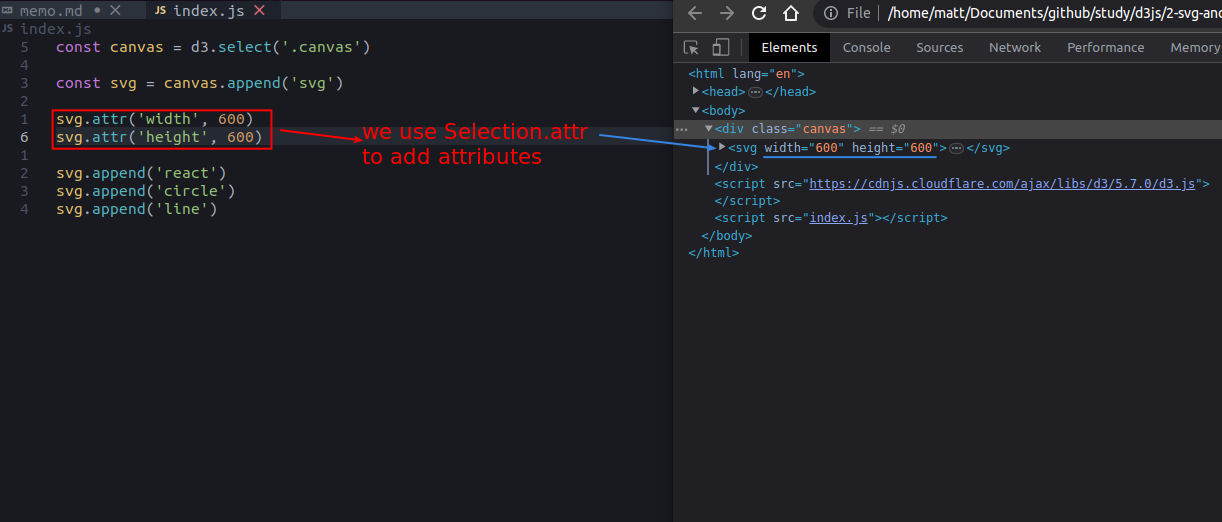 memo.md
JS index.js
JS index.js
5 const canvas = d3.select('.canvas')
4
3 const svg = canvas.append('svg')
2
1 svg.attr('width', 600)
6 svg.attr('height', 600)
1
2 svg.append('react')
3 svg.append('circle')
4 svg.append('line')
we use Selection.attr
to add attributes
File /home/matt/Documents/github/study/d3js/2-svg-and
Elements Console Sources Network Performance Memory
<html lang="en">
<head> … </head>
<body>
… <div class="canvas"> == $0
<svg width="600" height="600"> … </svg>
</div>
<script src="https://cdnjs.cloudflare.com/ajax/libs/d3/5.7.0/d3.js">
</script>
<script src="index.js"></script>
</body>
</html>